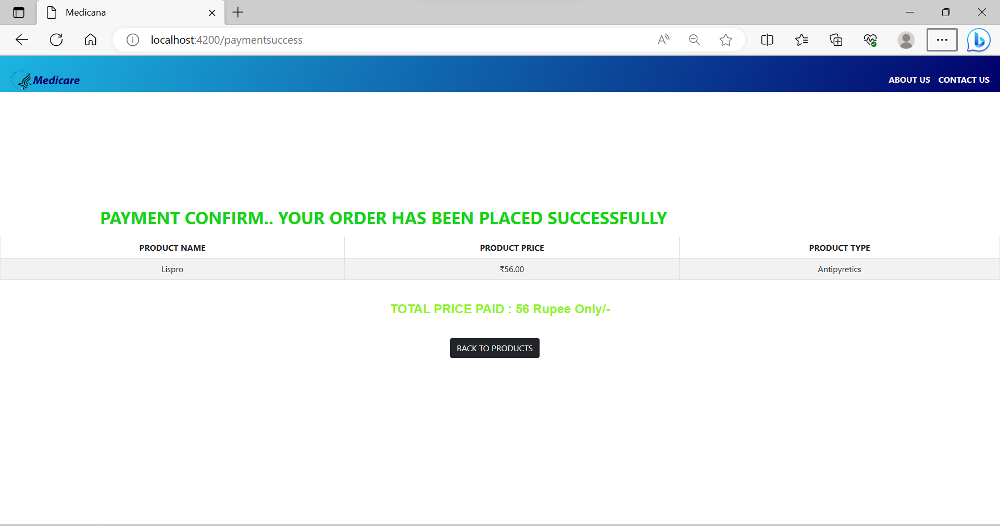 Medicana
localhost:4200/paymentsuccess
Medicare
ABOUT US CONTACT US
PAYMENT CONFIRM.. YOUR ORDER HAS BEEN PLACED SUCCESSFULLY
PRODUCT NAME PRODUCT PRICE PRODUCT TYPE
Lispro ₹56.00 Antipyretics
TOTAL PRICE PAID : 56 Rupee Only/-
BACK TO PRODUCTS